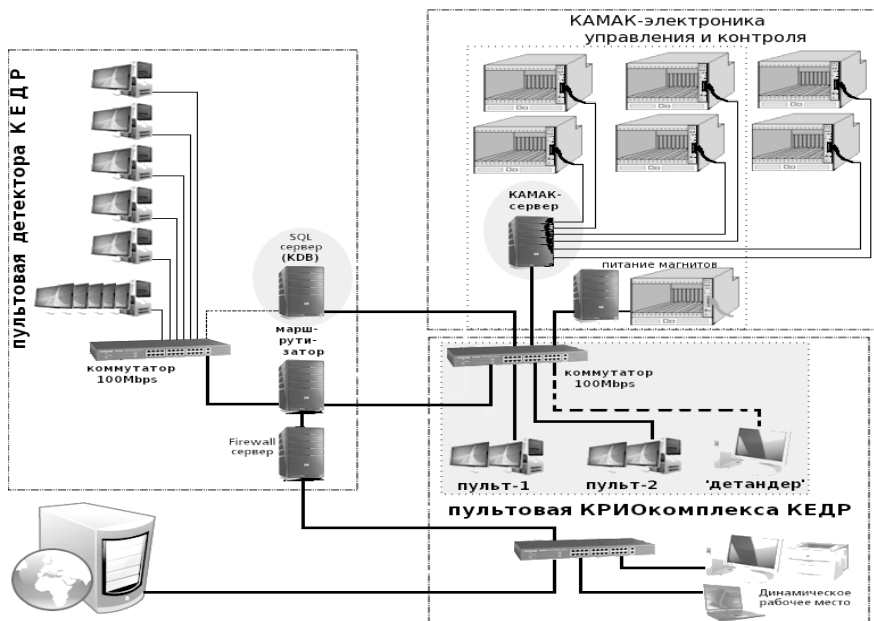 КАМАК-электроника
управления и контроля
пультовая детектора КЕДР
КАМАК-
сервер
SQL
сервер
(KDB)
питание магнитов
марш-
рути-
затор
коммутатор
100Mbps
коммутатор
100Mbps
Firewall
сервер
пульт-1
пульт-2
'детандер'
пультовая КРИОкомплекса КЕДР
Динамическое
рабочее место